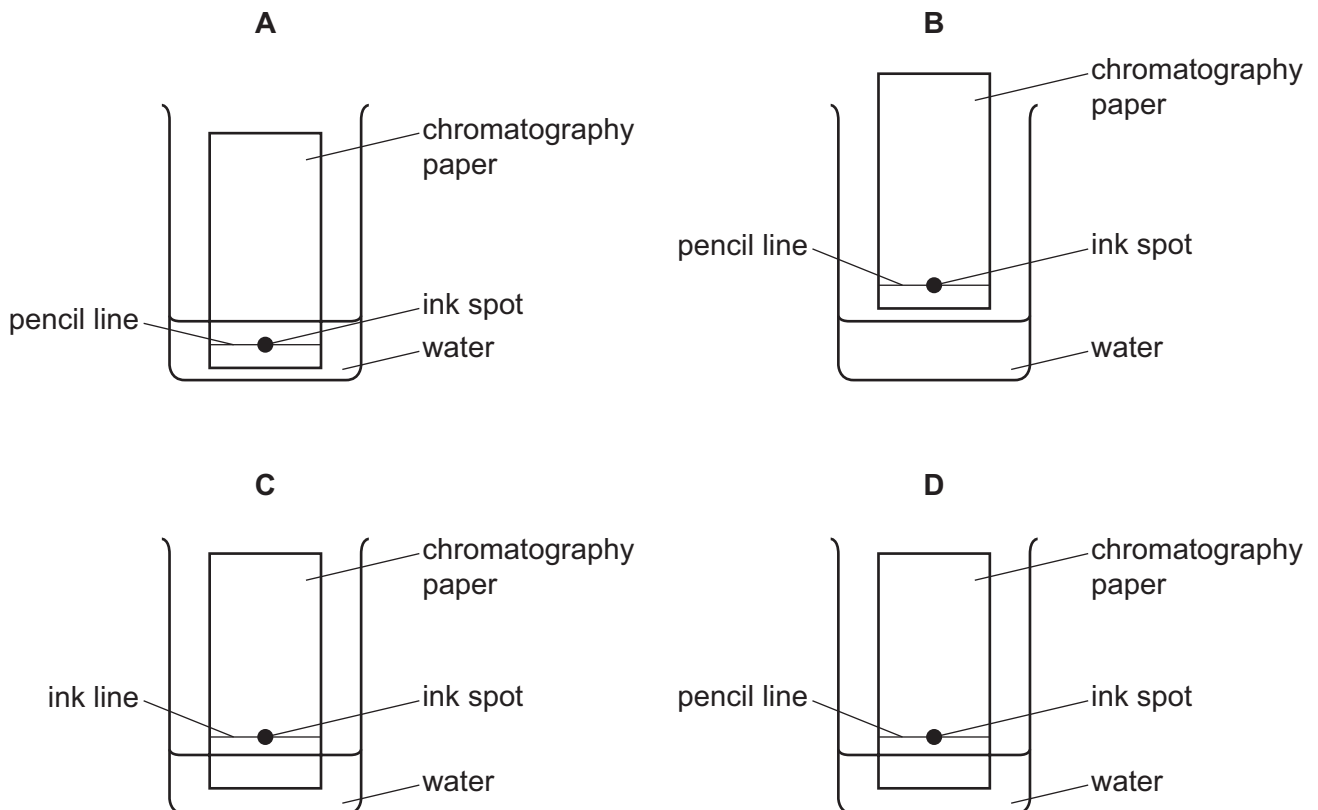 A
chromatography
paper
pencil line
ink spot
water
B
chromatography
paper
pencil line
ink spot
water
C
chromatography
paper
ink line
ink spot
water
D
chromatography
paper
pencil line
ink spot
water